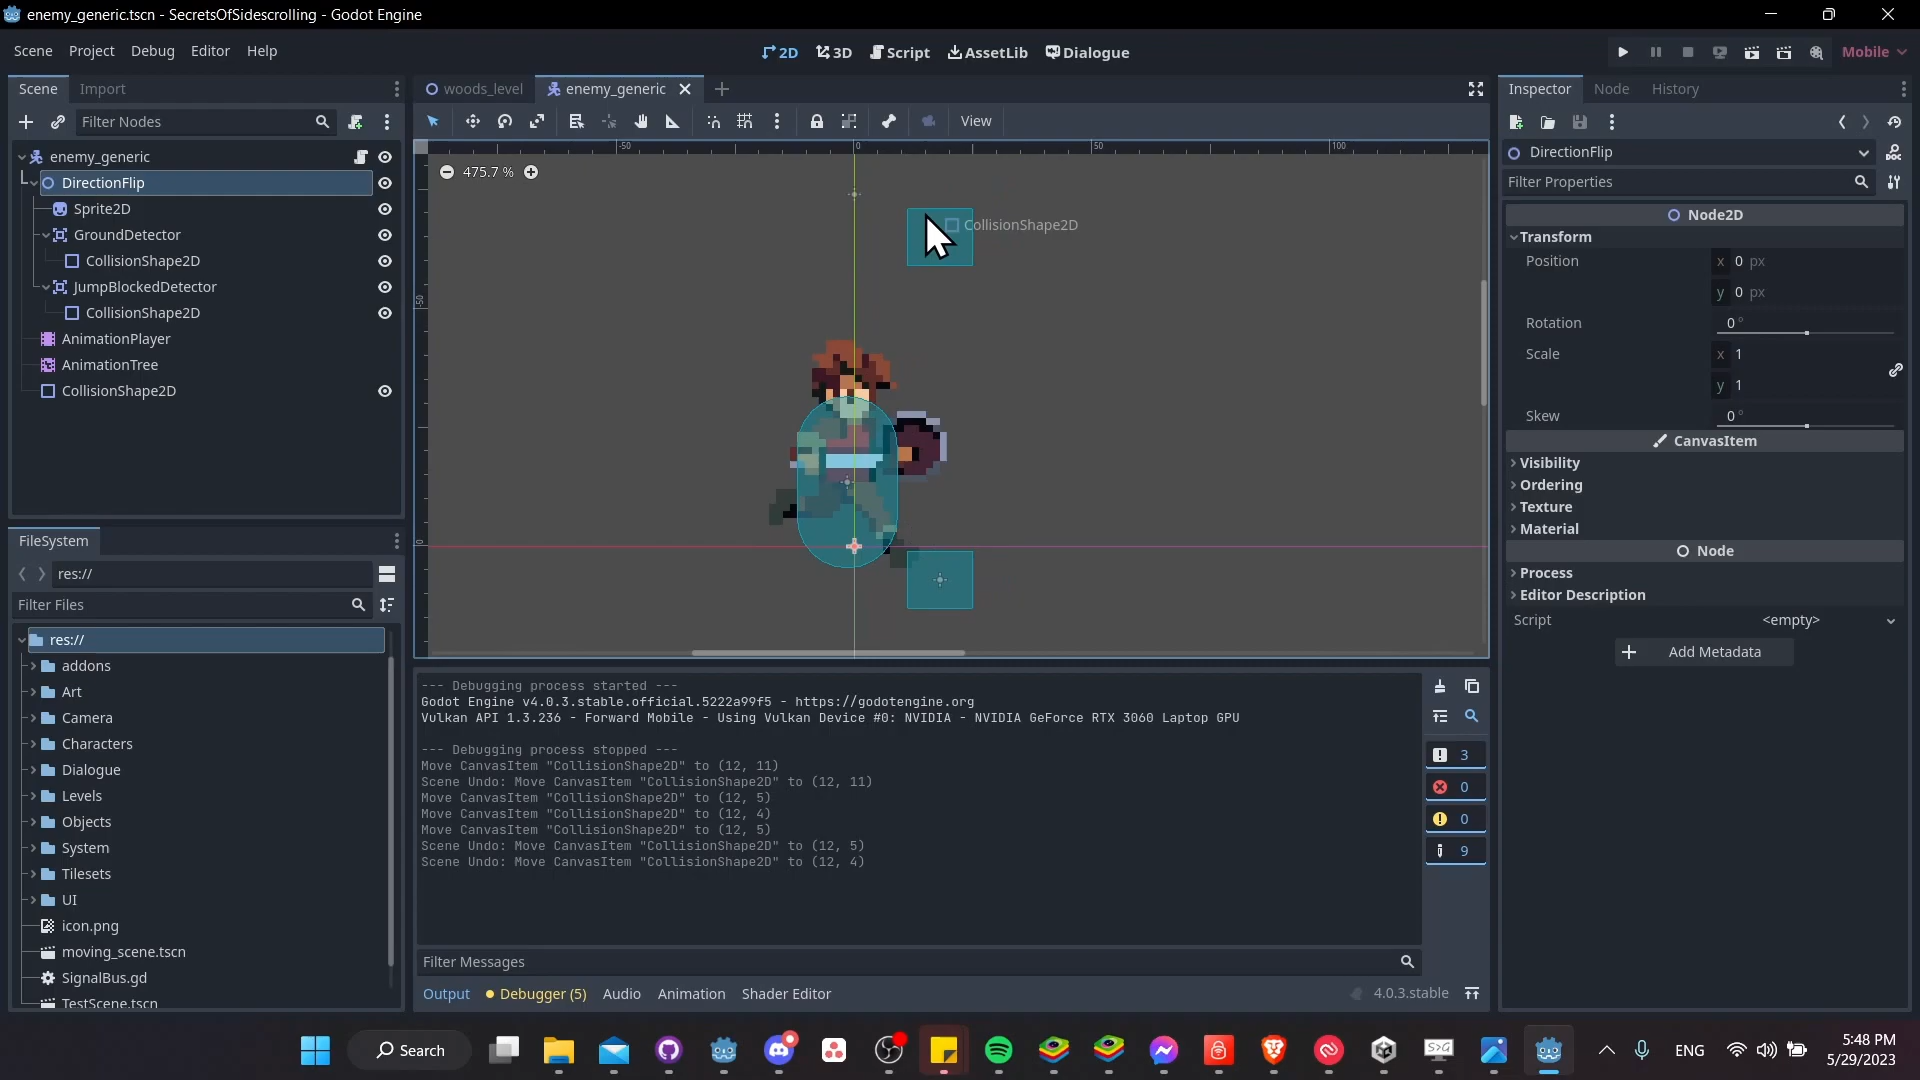 enemy_generic.tscn - SecretsOfSidescrolling - Godot Engine
Scene Project Debug Editor Help
2D 3D Script AssetLib Dialogue
Mobile
Scene Import
woods_level enemy_generic
Inspector Node History
Filter Nodes
View
enemy_generic
DirectionFlip
Sprite2D
GroundDetector
CollisionShape2D
JumpBlockedDetector
CollisionShape2D
AnimationPlayer
AnimationTree
CollisionShape2D
-50 0 50 100
475.7 %
-50
0
CollisionShape2D
DirectionFlip
Filter Properties
Node2D
Transform
Position x 0 px
y 0 px
Rotation 0 °
Scale x 1
y 1
Skew 0 °
CanvasItem
Visibility
Ordering
Texture
Material
Node
Process
Editor Description
Script <empty>
Add Metadata
FileSystem
res://
Filter Files
res://
addons
Art
Camera
Characters
Dialogue
Levels
Objects
System
Tilesets
UI
icon.png
moving_scene.tscn
SignalBus.gd
TestScene.tscn
--- Debugging process started ---
Godot Engine v4.0.3.stable.official.5222a99f5 - https://godotengine.org
Vulkan API 1.3.236 - Forward Mobile - Using Vulkan Device #0: NVIDIA - NVIDIA GeForce RTX 3060 Laptop GPU
--- Debugging process stopped ---
Move CanvasItem "CollisionShape2D" to (12, 11)
Scene Undo: Move CanvasItem "CollisionShape2D" to (12, 11)
Move CanvasItem "CollisionShape2D" to (12, 5)
Move CanvasItem "CollisionShape2D" to (12, 4)
Move CanvasItem "CollisionShape2D" to (12, 5)
Scene Undo: Move CanvasItem "CollisionShape2D" to (12, 5)
Scene Undo: Move CanvasItem "CollisionShape2D" to (12, 4)
3
0
0
9
Filter Messages
Output Debugger (5) Audio Animation Shader Editor
4.0.3.stable
Search
ENG
5:48 PM
5/29/2023